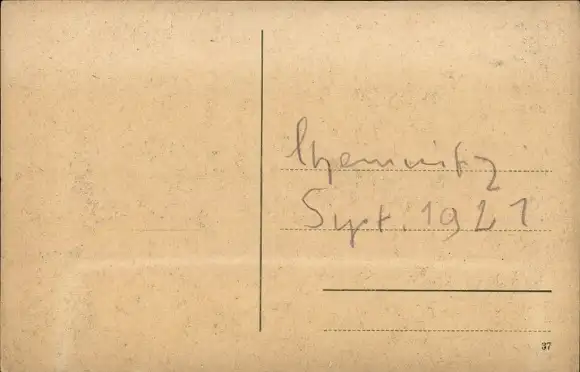 Chemnitz
Sept. 1921
37